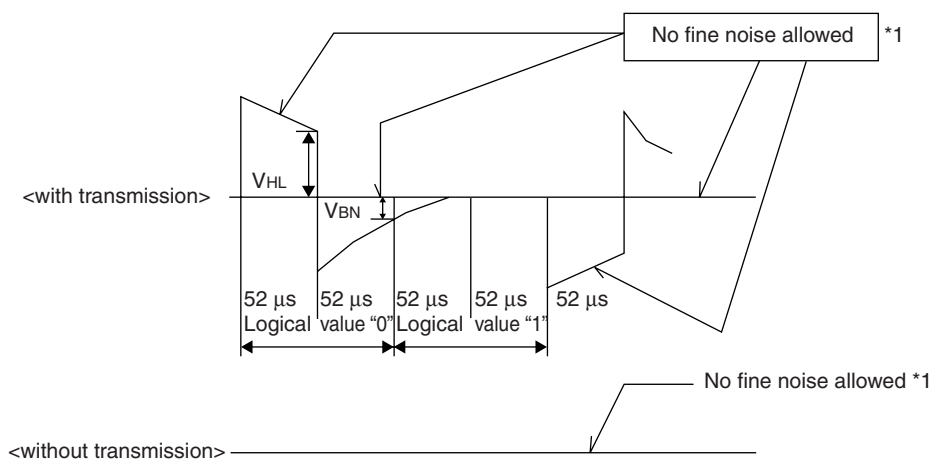 No fine noise allowed *1
<with transmission>
VHL
VBN
52 μs 52 μs 52 μs 52 μs 52 μs
Logical value “0” Logical value “1”
No fine noise allowed *1
<without transmission>